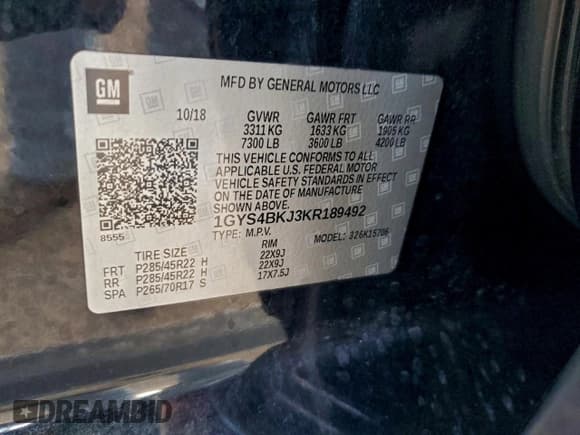 GM
MFD BY GENERAL MOTORS LLC
10/18 GVWR GAWR FRT GAWR RR
3311 KG 1633 KG 1905 KG
7300 LB 3600 LB 4200 LB
THIS VEHICLE CONFORMS TO ALL
APPLICABLE U.S. FEDERAL MOTOR
VEHICLE SAFETY STANDARDS IN EFFECT
ON THE DATE OF MANUFACTURE
SHOWN ABOVE.
1GYS4BKJ3KR189492
8555
TYPE: M.P.V. MODEL: 326K15706
TIRE SIZE RIM
FRT P285/45R22 H 22X9J
RR P285/45R22 H 22X9J
SPA P265/70R17 S 17X7.5J
DREAMBID